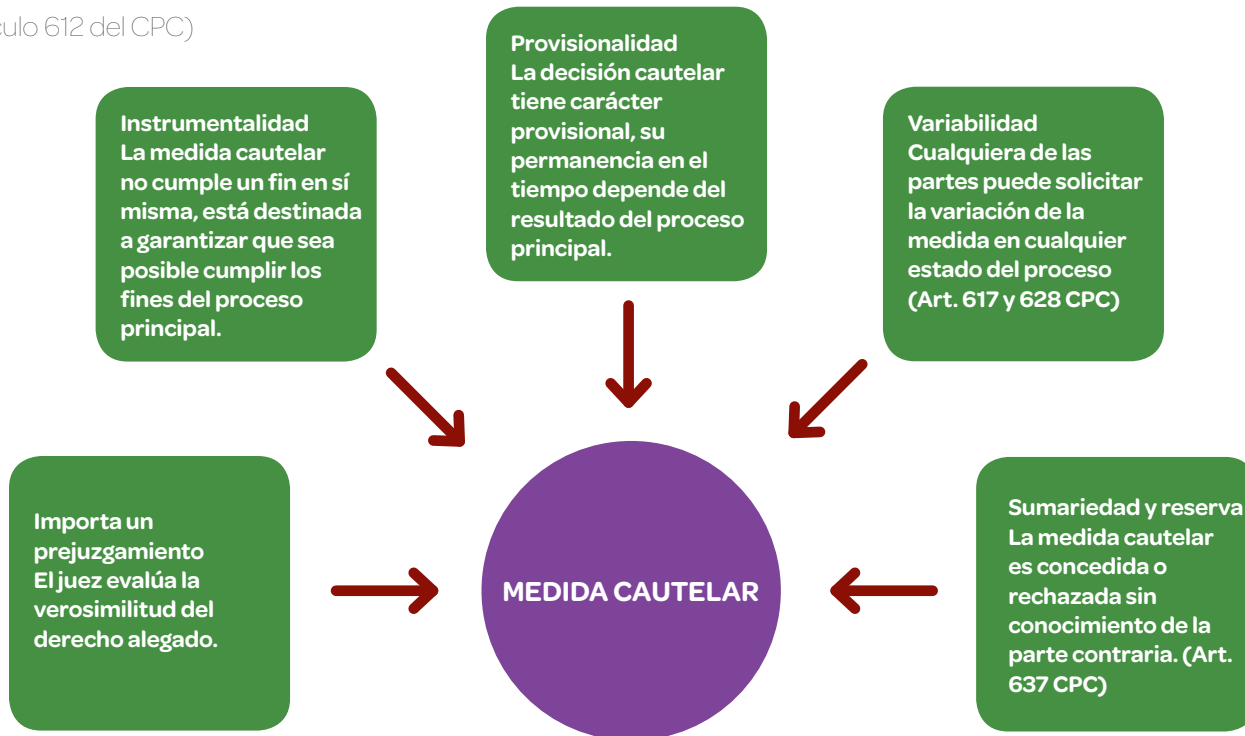 culo 612 del CPC)
Provisionalidad
La decisión cautelar
tiene carácter
provisional, su
permanencia en el
tiempo depende del
resultado del proceso
principal.
Instrumentalidad
La medida cautelar
no cumple un fin en sí
misma, está destinada
a garantizar que sea
posible cumplir los
fines del proceso
principal.
Variabilidad
Cualquiera de las
partes puede solicitar
la variación de la
medida en cualquier
estado del proceso
(Art. 617 y 628 CPC)
Importa un
prejuzgamiento
El juez evalúa la
verosimilitud del
derecho alegado.
MEDIDA CAUTELAR
Sumariedad y reserva
La medida cautelar
es concedida o
rechazada sin
conocimiento de la
parte contraria. (Art.
637 CPC)